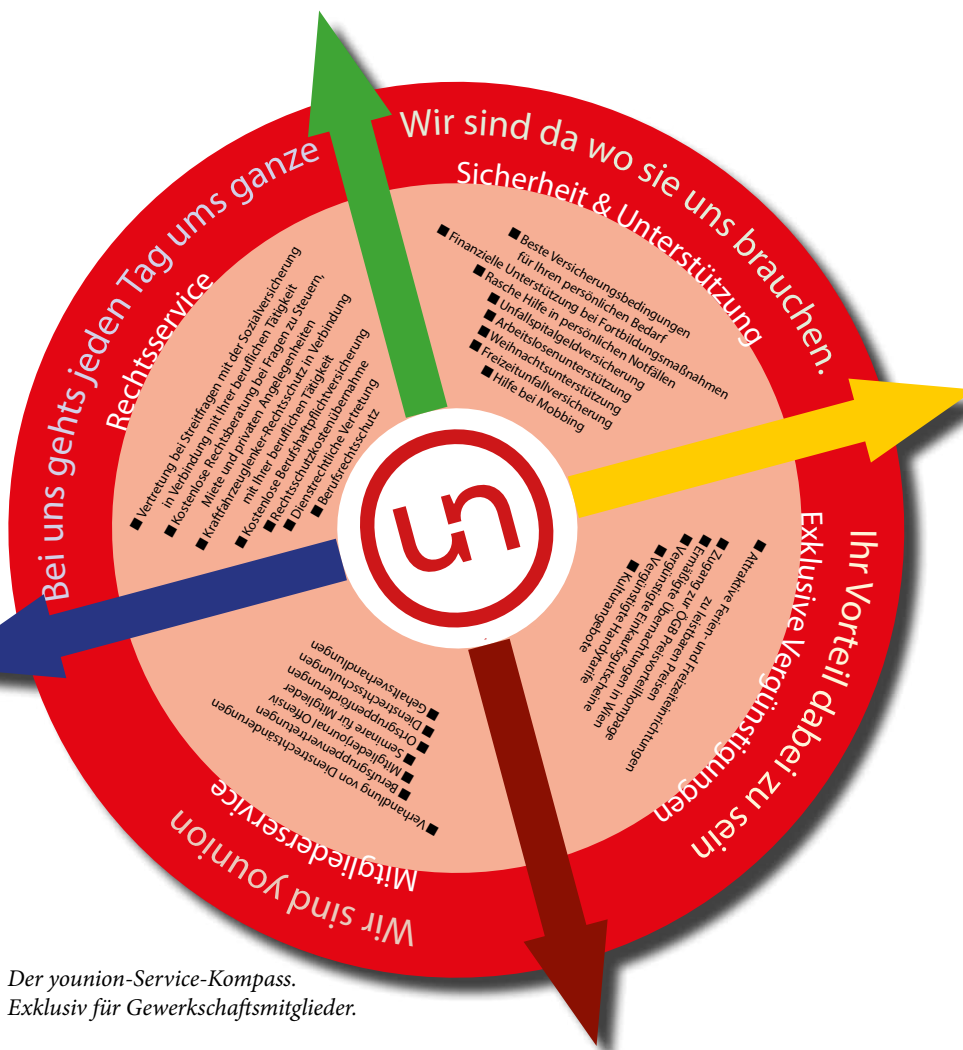 Bei uns gehts jeden Tag ums ganze
Rechtsservice
■ Vertretung bei Streitfragen mit der Sozialversicherung
in Verbindung mit Ihrer beruflichen Tätigkeit
■ Kostenlose Rechtsberatung bei Fragen zu Steuern,
Miete und privaten Angelegenheiten
■ Kraftfahrzeuglenker-Rechtsschutz in Verbindung
mit Ihrer beruflichen Tätigkeit
■ Kostenlose Berufshaftpflichtversicherung
■ Rechtsschutzkostenübernahme
■ Dienstrechtliche Vertretung
■ Berufsrechtsschutz
Wir sind da wo sie uns brauchen.
Sicherheit & Unterstützung
■ Beste Versicherungsbedingungen
für Ihren persönlichen Bedarf
■ Finanzielle Unterstützung bei Fortbildungsmaßnahmen
■ Rasche Hilfe in persönlichen Notfällen
■ Unfallspitalgeldversicherung
■ Arbeitslosenunterstützung
■ Weihnachtsunterstützung
■ Freizeitunfallversicherung
■ Hilfe bei Mobbing
Ihr Vorteil dabei zu sein
Exklusive Vergünstigungen
■ Attraktive Ferien- und Freizeiteinrichtungen
zu leistbaren Preisen
■ Zugang zur ÖGB Preisvorteilhompage
■ Ermäßigte Übernachtungen in Wien
■ Vergünstigte Einkaufsgutscheine
■ Vergünstigte Handytarife
■ Kulturangebote
Wir sind younion
Mitgliederservice
■ Verhandlung von Dienstrechtsänderungen
■ Berufsgruppenvertretungen
■ Mitgliederjournal Offensiv
■ Seminare für Mitglieder
■ Ortsgruppenförderungen
■ Dienstrechtsschulungen
■ Gehaltsverhandlungen
Der younion-Service-Kompass.
Exklusiv für Gewerkschaftsmitglieder.